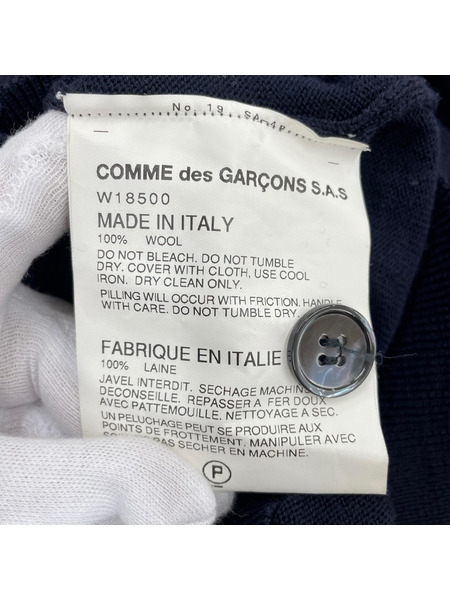 No. 19
COMME des GARÇONS S.A.S
W18500
MADE IN ITALY
100% WOOL
DO NOT BLEACH. DO NOT TUMBLE
DRY. COVER WITH CLOTH, USE COOL
IRON. DRY CLEAN ONLY.
PILLING WILL OCCUR WITH FRICTION. HANDLE
WITH CARE. DO NOT TUMBLE DRY.
FABRIQUE EN ITALIE
100% LAINE
JAVEL INTERDIT. SECHAGE MACHINE
DECONSEILLE. REPASSER A FER DOUX
AVEC PATTEMOUILLE. NETTOYAGE A SEC.
UN PELUCHAGE PEUT SE PRODUIRE AUX
POINTS DE FROTTEMENT. MANIPULER AVEC
PAS SECHER EN MACHINE.
P